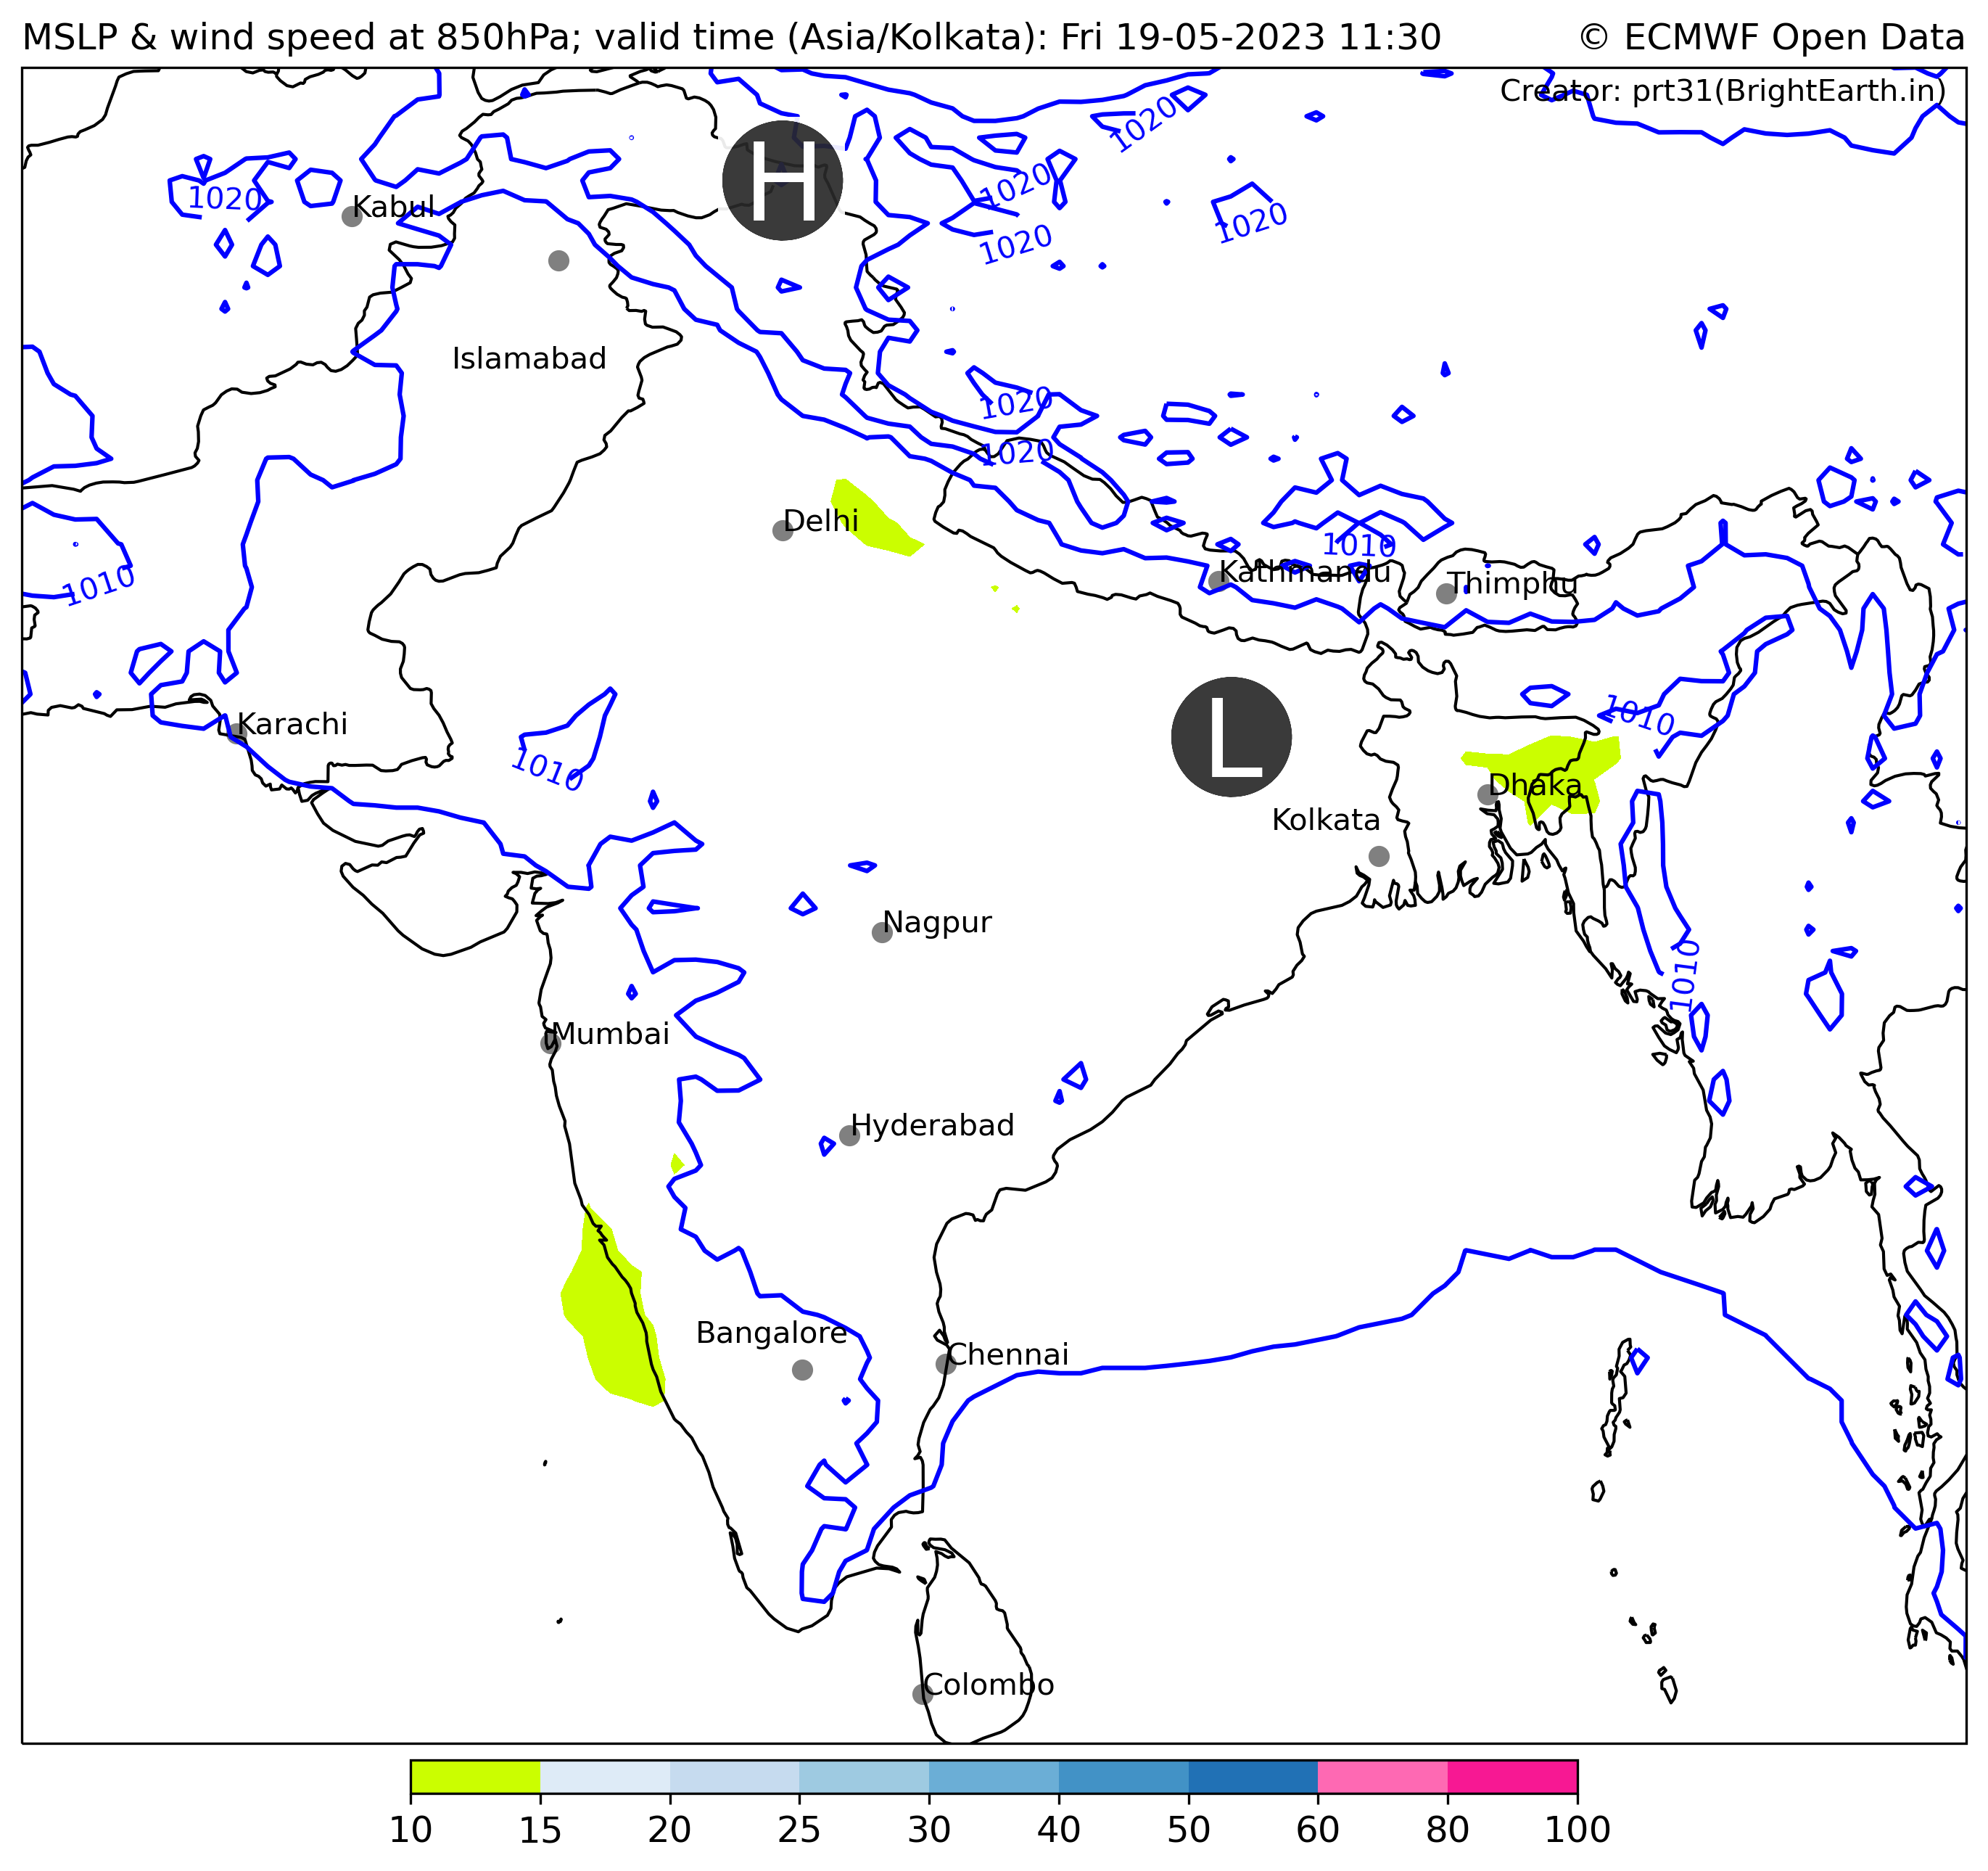 MSLP & wind speed at 850hPa; valid time (Asia/Kolkata): Fri 19-05-2023 11:30
© ECMWF Open Data
Creator: prt31(BrightEarth.in)
1020
H
1020
1020
Kabul
1020
1020
Islamabad
1020
1020
Delhi
1010
Kathmandu
1010
Thimphu
L
1010
Karachi
1010
Dhaka
Kolkata
Nagpur
1010
Mumbai
Hyderabad
Bangalore
Chennai
Colombo
10 15 20 25 30 40 50 60 80 100